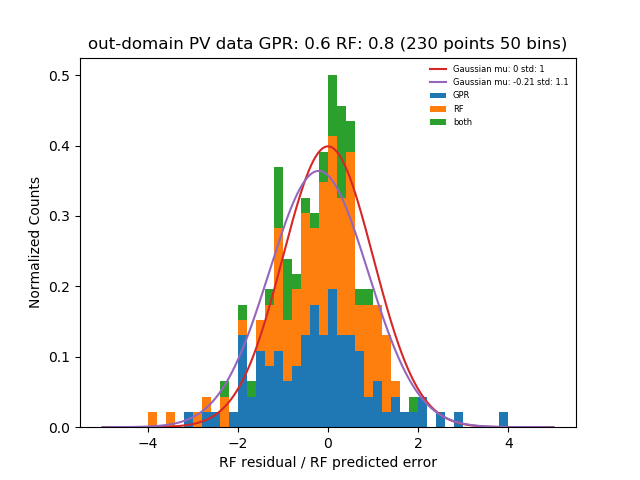 out-domain PV data GPR: 0.6 RF: 0.8 (230 points 50 bins)
Gaussian mu: 0 std: 1
Gaussian mu: -0.21 std: 1.1
GPR
RF
both
Normalized Counts
0.5
0.4
0.3
0.2
0.1
0.0
−4 −2 0 2 4
RF residual / RF predicted error